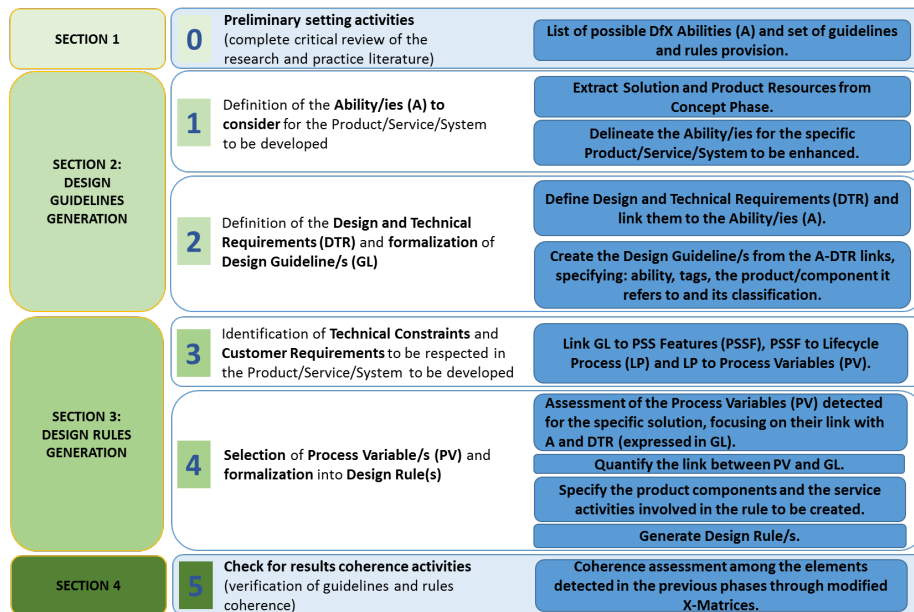 SECTION 1
0
Preliminary setting activities
(complete critical review of the
research and practice literature)
List of possible DfX Abilities (A) and set of guidelines
and rules provision.
SECTION 2:
DESIGN
GUIDELINES
GENERATION
1
Definition of the Ability/ies (A) to
consider for the Product/Service/System
to be developed
Extract Solution and Product Resources from
Concept Phase.
Delineate the Ability/ies for the specific
Product/Service/System to be enhanced.
2
Definition of the Design and Technical
Requirements (DTR) and formalization of
Design Guideline/s (GL)
Define Design and Technical Requirements (DTR) and
link them to the Ability/ies (A).
Create the Design Guideline/s from the A-DTR links,
specifying: ability, tags, the product/component it
refers to and its classification.
SECTION 3:
DESIGN RULES
GENERATION
3
Identification of Technical Constraints and
Customer Requirements to be respected in
the Product/Service/System to be developed
Link GL to PSS Features (PSSF), PSSF to Lifecycle
Process (LP) and LP to Process Variables (PV).
4
Selection of Process Variable/s (PV) and
formalization into Design Rule(s)
Assessment of the Process Variables (PV) detected
for the specific solution, focusing on their link with
A and DTR (expressed in GL).
Quantify the link between PV and GL.
Specify the product components and the service
activities involved in the rule to be created.
Generate Design Rule/s.
SECTION 4
5
Check for results coherence activities
(verification of guidelines and rules
coherence)
Coherence assessment among the elements
detected in the previous phases through modified
X-Matrices.